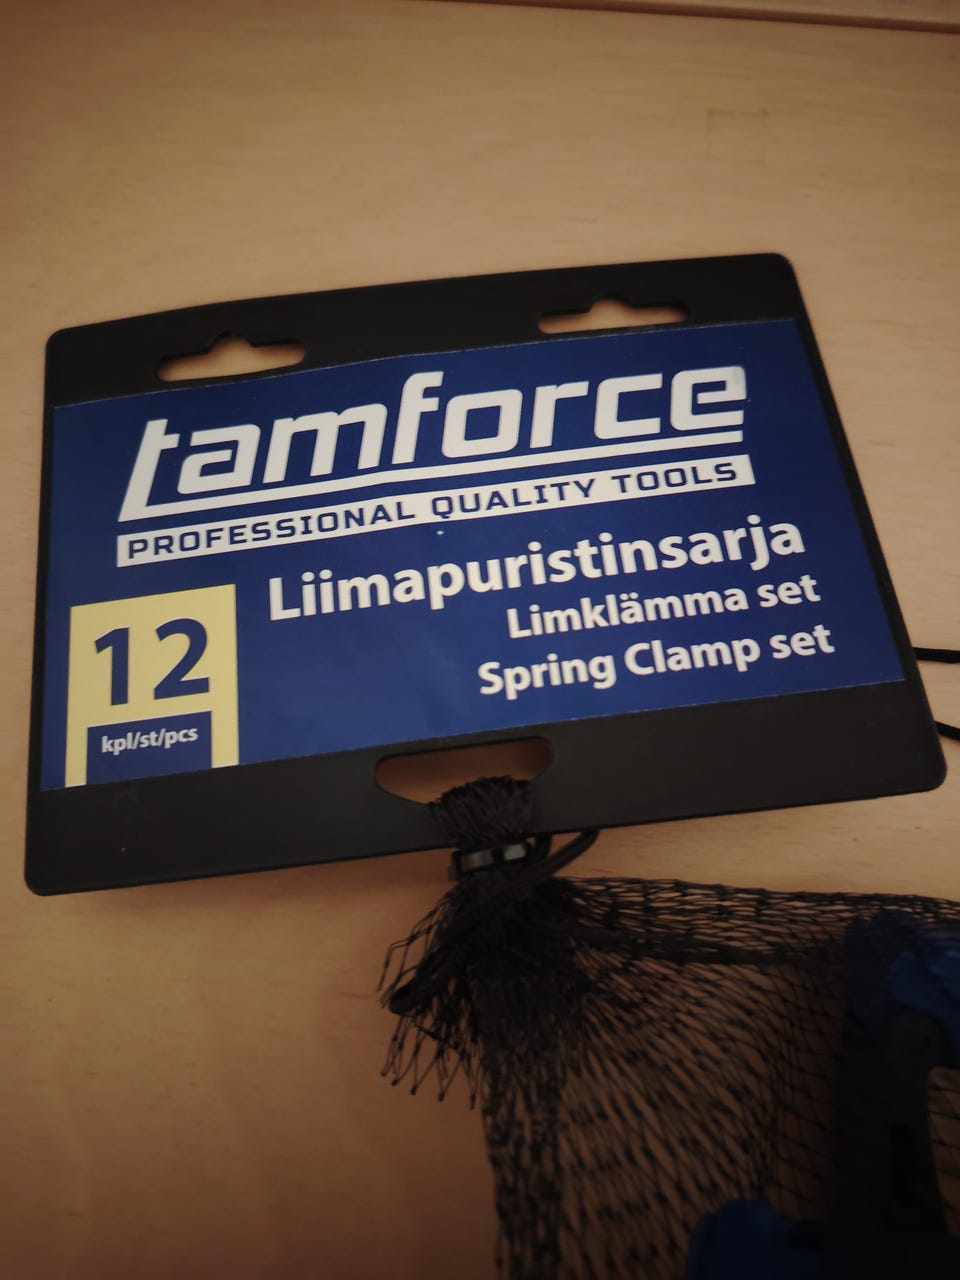 tamforce
PROFESSIONAL QUALITY TOOLS
Liimapuristinsarja
Limklämma set
Spring Clamp set
12
kpl/st/pcs